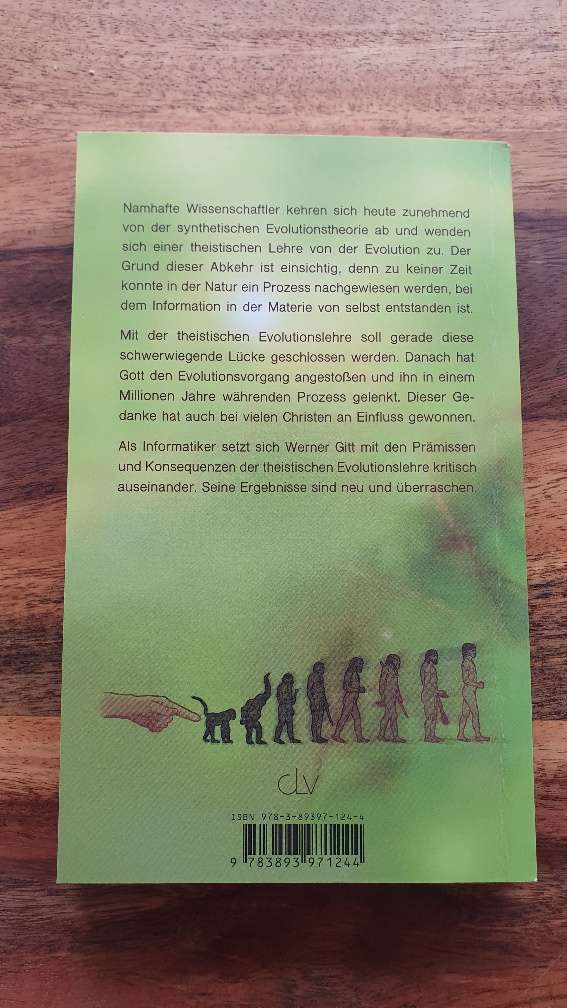 Namhafte Wissenschaftler kehren sich heute zunehmend
von der synthetischen Evolutionstheorie ab und wenden
sich einer theistischen Lehre von der Evolution zu. Der
Grund dieser Abkehr ist einsichtig, denn zu keiner Zeit
konnte in der Natur ein Prozess nachgewiesen werden, bei
dem Information in der Materie von selbst entstanden ist.
Mit der theistischen Evolutionslehre soll gerade diese
schwerwiegende Lücke geschlossen werden. Danach hat
Gott den Evolutionsvorgang angestoßen und ihn in einem
Millionen Jahre währenden Prozess gelenkt. Dieser Ge-
danke hat auch bei vielen Christen an Einfluss gewonnen.
Als Informatiker setzt sich Werner Gitt mit den Prämissen
und Konsequenzen der theistischen Evolutionslehre kritisch
auseinander. Seine Ergebnisse sind neu und überraschen.
clv
ISBN 978-3-89397-124-4
9 783893 971244